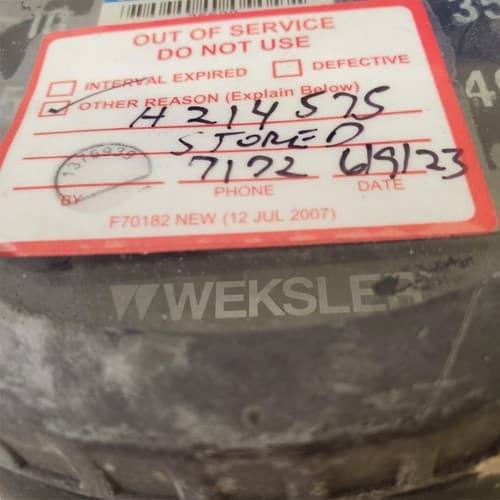 OUT OF SERVICE
DO NOT USE
INTERVAL EXPIRED DEFECTIVE
OTHER REASON (Explain Below)
H214575
STORED
7172 6/9/23
BY PHONE DATE
F70182 NEW (12 JUL 2007)
WEKSLER